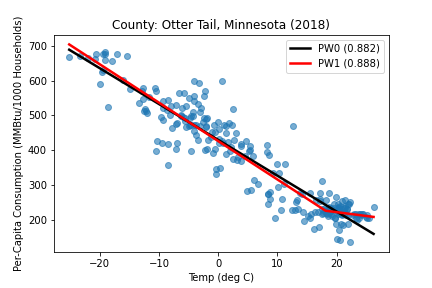 County: Otter Tail, Minnesota (2018)
Per-Capita Consumption (MMBtu/1000 Households)
700
600
500
400
300
200
PW0 (0.882)
PW1 (0.888)
−20
−10
0
10
20
Temp (deg C)